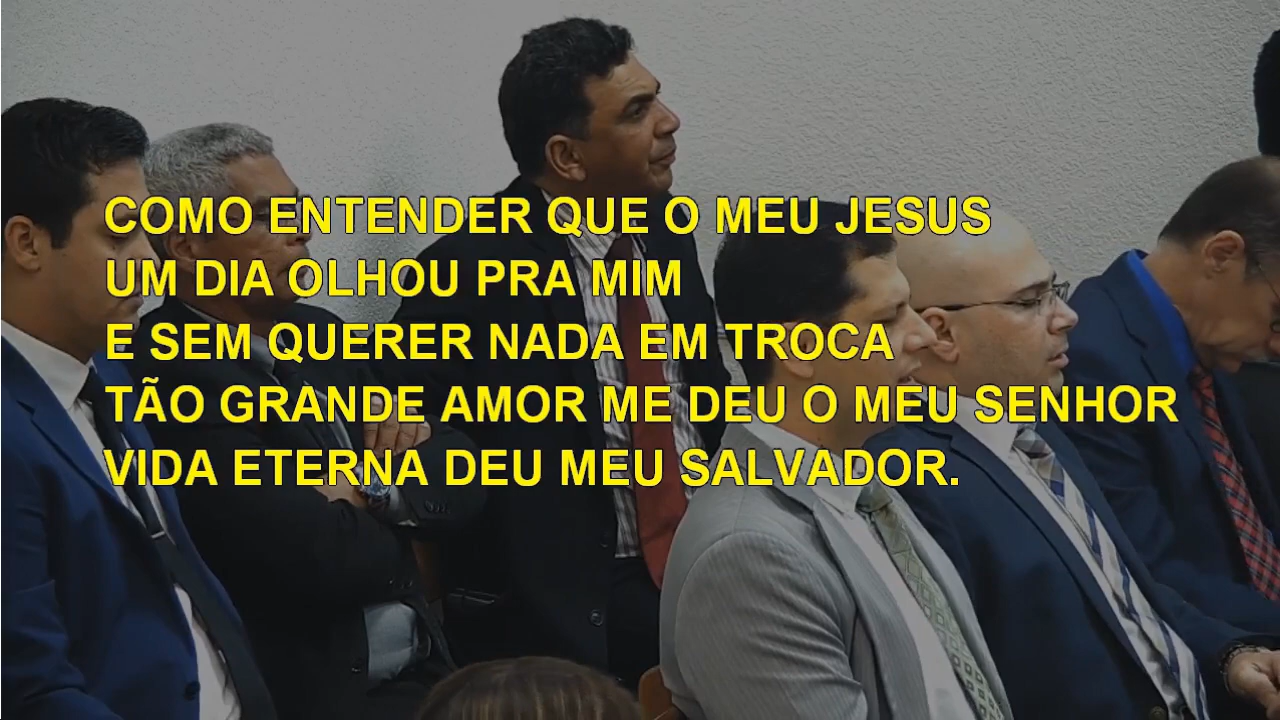 COMO ENTENDER QUE O MEU JESUS
UM DIA OLHOU PRA MIM
E SEM QUERER NADA EM TROCA
TÃO GRANDE AMOR ME DEU O MEU SENHOR
VIDA ETERNA DEU MEU SALVADOR.